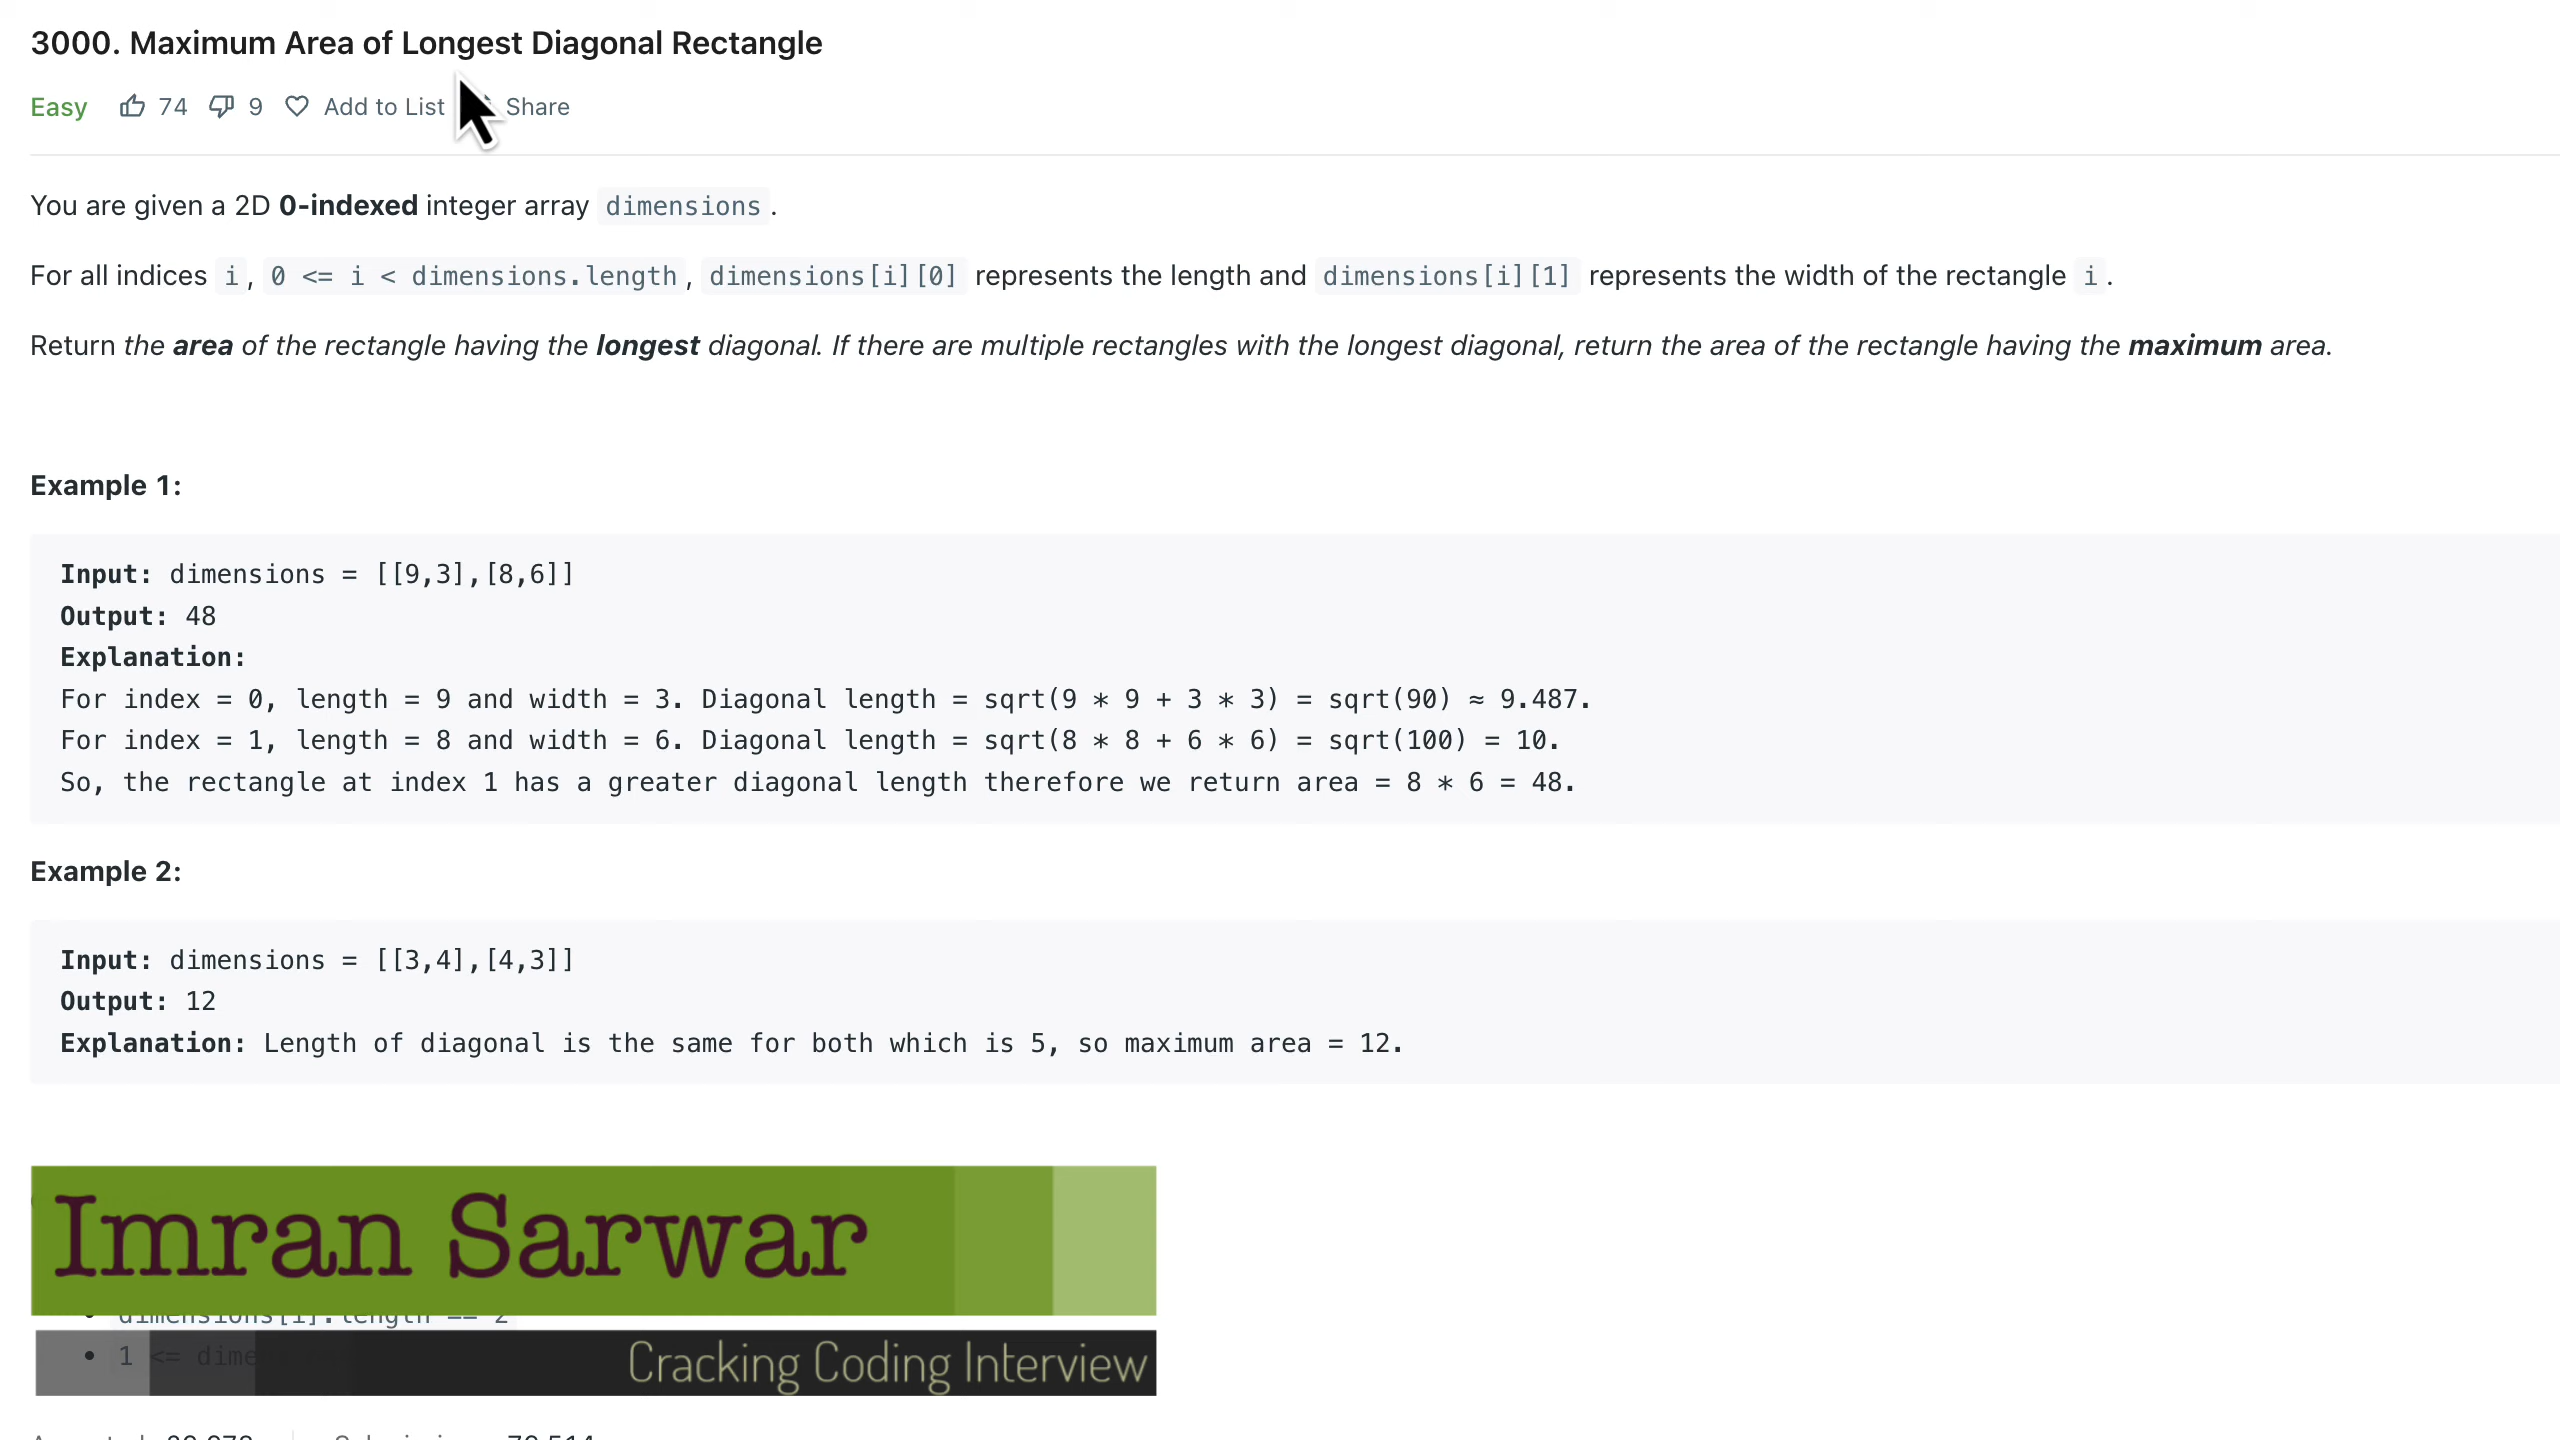 3000. Maximum Area of Longest Diagonal Rectangle
Easy 74 9 Add to List Share
You are given a 2D 0-indexed integer array dimensions.
For all indices i, 0 <= i < dimensions.length, dimensions[i][0] represents the length and dimensions[i][1] represents the width of the rectangle i.
Return the area of the rectangle having the longest diagonal. If there are multiple rectangles with the longest diagonal, return the area of the rectangle having the maximum area.
Example 1:
Input: dimensions = [[9,3],[8,6]]
Output: 48
Explanation:
For index = 0, length = 9 and width = 3. Diagonal length = sqrt(9 * 9 + 3 * 3) = sqrt(90) ≈ 9.487.
For index = 1, length = 8 and width = 6. Diagonal length = sqrt(8 * 8 + 6 * 6) = sqrt(100) = 10.
So, the rectangle at index 1 has a greater diagonal length therefore we return area = 8 * 6 = 48.
Example 2:
Input: dimensions = [[3,4],[4,3]]
Output: 12
Explanation: Length of diagonal is the same for both which is 5, so maximum area = 12.
Imran Sarwar
dimensions[i].length == 2
1 <= dime
Cracking Coding Interview